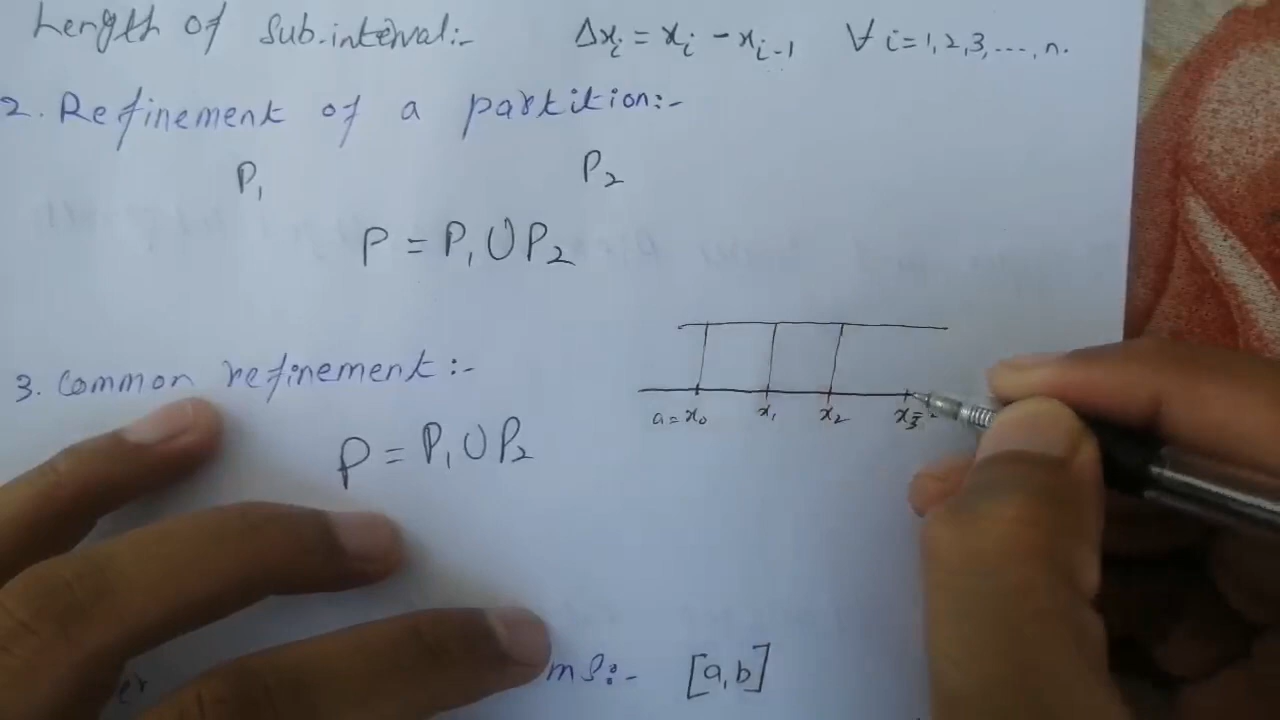 Length of Sub-interval:- Δxᵢ = xᵢ - xᵢ₋₁ ∀ i=1,2,3,...,n.
2. Refinement of a partition:-
P₁ P₂
P = P₁ ∪ P₂
3. Common refinement:-
P = P₁ ∪ P₂
a = x₀ x₁ x₂ x₃
[a,b]